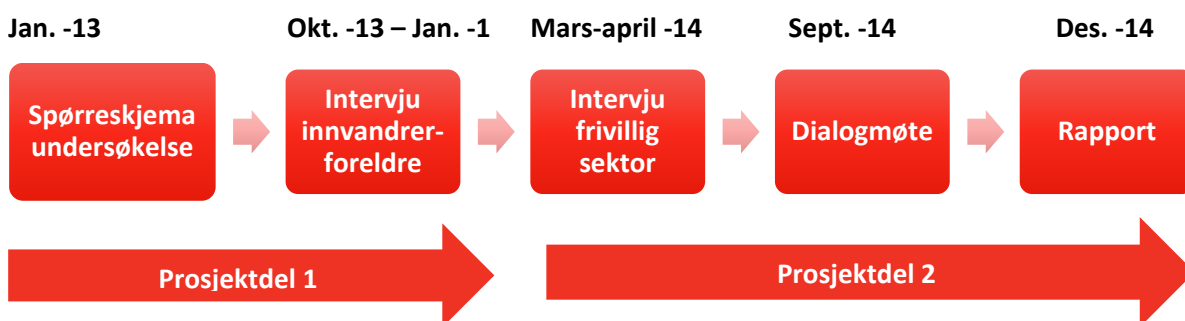 Jan. -13
Okt. -13 – Jan. -1
Mars-april -14
Sept. -14
Des. -14
Spørreskjema
undersøkelse
Intervju
innvandrer-
foreldre
Intervju
frivillig
sektor
Dialogmøte
Rapport
Prosjektdel 1
Prosjektdel 2